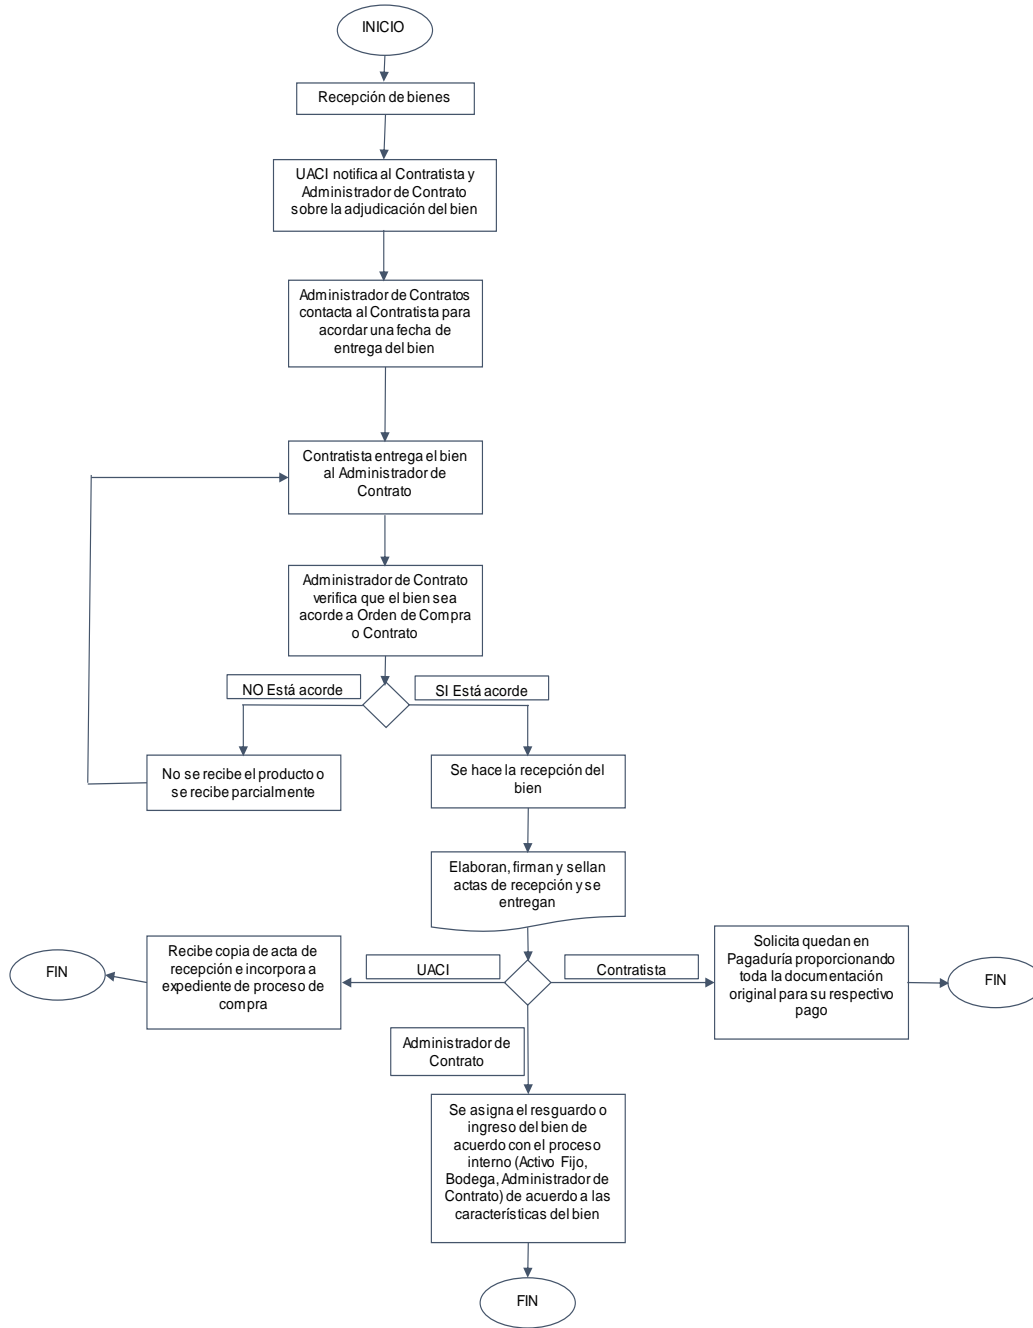 INICIO
Recepción de bienes
UACI notifica al Contratista y
Administrador de Contrato
sobre la adjudicación del bien
Administrador de Contratos
contacta al Contratista para
acordar una fecha de
entrega del bien
Contratista entrega el bien
al Administrador de
Contrato
Administrador de Contrato
verifica que el bien sea
acorde a Orden de Compra
o Contrato
NO Está acorde
SI Está acorde
No se recibe el producto o
se recibe parcialmente
Se hace la recepción del
bien
Elaboran, firman y sellan
actas de recepción y se
entregan
UACI
Contratista
Administrador de
Contrato
Recibe copia de acta de
recepción e incorpora a
expediente de proceso de
compra
FIN
Solicita quedan en
Pagaduría proporcionando
toda la documentación
original para su respectivo
pago
FIN
Se asigna el resguardo o
ingreso del bien de
acuerdo con el proceso
interno (Activo Fijo,
Bodega, Administrador de
Contrato) de acuerdo a las
características del bien
FIN